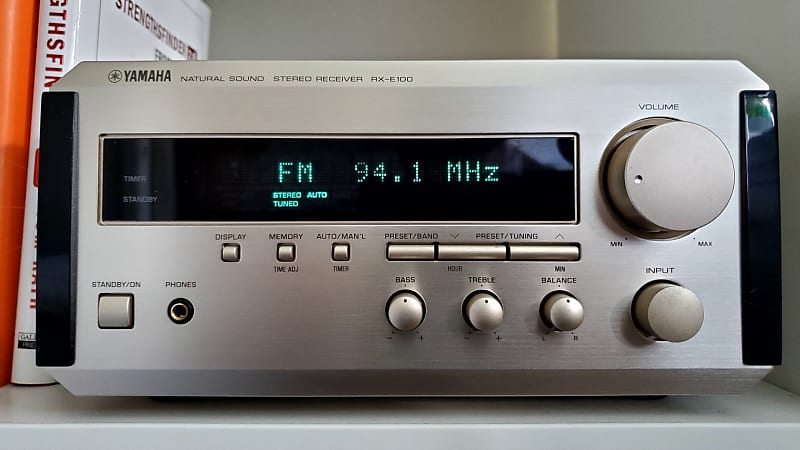 STRENGTHSFINDER
GTHSFIN
YAMAHA NATURAL SOUND STEREO RECEIVER RX-E100
VOLUME
MIN MAX
TIMER
STANDBY
FM 94.1 MHz
STEREO AUTO
TUNED
DISPLAY MEMORY AUTO/MAN'L PRESET/BAND PRESET/TUNING
TIME ADJ TIMER HOUR MIN
STANDBY/ON PHONES BASS TREBLE BALANCE INPUT
- + - + L R